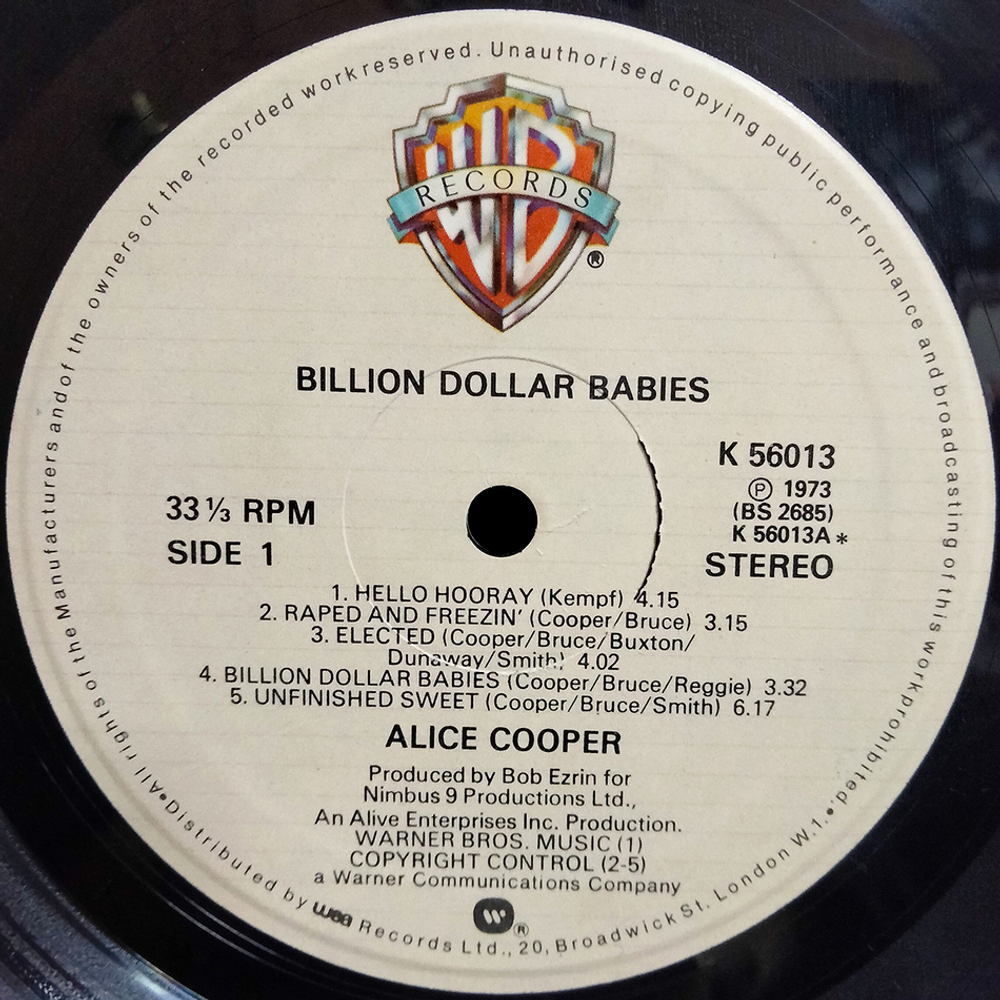 All rights of the Manufacturers and of the owners of the recorded work reserved. Unauthorised copying public performance and broadcasting of this work prohibited.
WB
RECORDS
®
BILLION DOLLAR BABIES
K 56013
33⅓ RPM
℗ 1973
(BS 2685)
K 56013A*
SIDE 1
STEREO
1. HELLO HOORAY (Kempf) 4.15
2. RAPED AND FREEZIN' (Cooper/Bruce) 3.15
3. ELECTED (Cooper/Bruce/Buxton/
Dunaway/Smith) 4.02
4. BILLION DOLLAR BABIES (Cooper/Bruce/Reggie) 3.32
5. UNFINISHED SWEET (Cooper/Bruce/Smith) 6.17
ALICE COOPER
Produced by Bob Ezrin for
Nimbus 9 Productions Ltd.,
An Alive Enterprises Inc. Production.
WARNER BROS. MUSIC (1)
COPYRIGHT CONTROL (2-5)
a Warner Communications Company
®
•Distributed by wea Records Ltd., 20, Broadwick St. London W.1.•